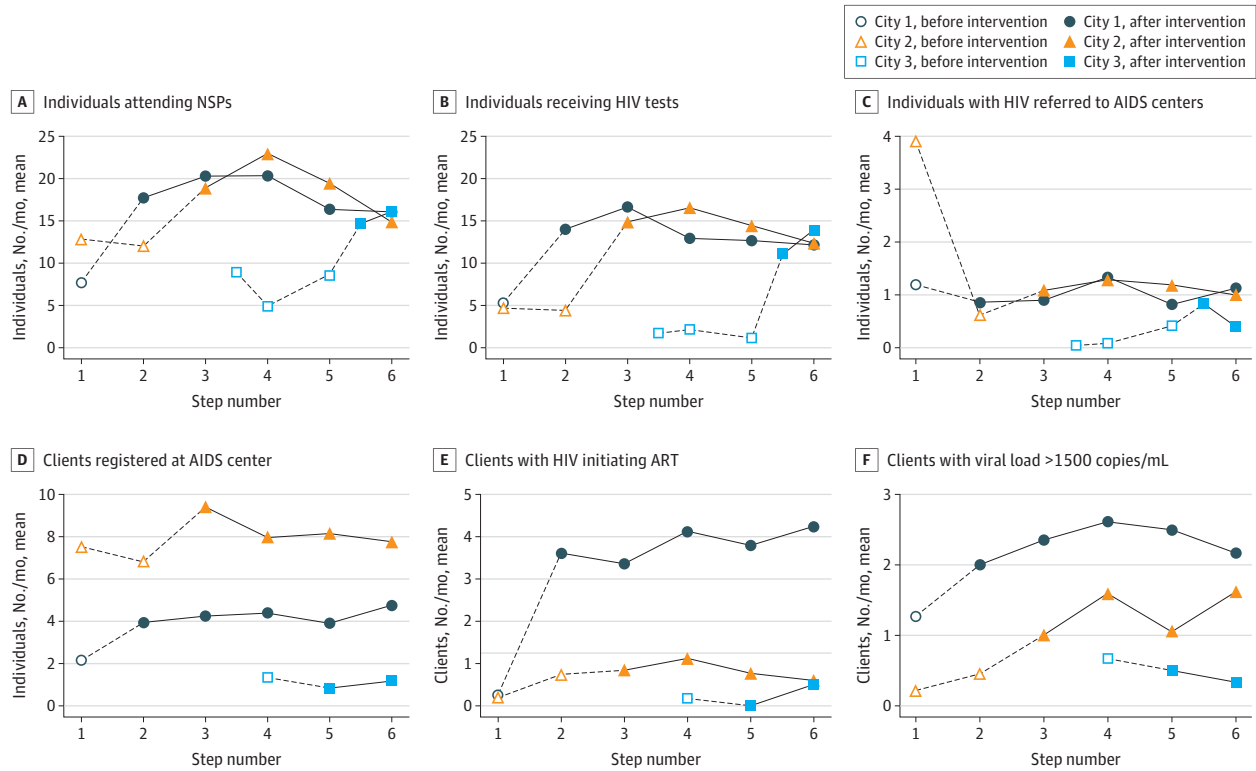 City 1, before intervention
City 1, after intervention
City 2, before intervention
City 2, after intervention
City 3, before intervention
City 3, after intervention
A Individuals attending NSPs
Individuals, No./mo, mean
25
20
15
10
5
0
1 2 3 4 5 6
Step number
B Individuals receiving HIV tests
Individuals, No./mo, mean
25
20
15
10
5
0
1 2 3 4 5 6
Step number
C Individuals with HIV referred to AIDS centers
Individuals, No./mo, mean
4
3
2
1
0
1 2 3 4 5 6
Step number
D Clients registered at AIDS center
Individuals, No./mo, mean
10
8
6
4
2
0
1 2 3 4 5 6
Step number
E Clients with HIV initiating ART
Clients, No./mo, mean
5
4
3
2
1
0
1 2 3 4 5 6
Step number
F Clients with viral load >1500 copies/mL
Clients, No./mo, mean
3
2
1
0
1 2 3 4 5 6
Step number